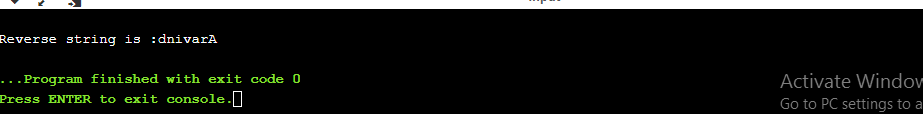 Reverse string is :dnivarA
...Program finished with exit code 0
Press ENTER to exit console.
Activate Window
Go to PC settings to a